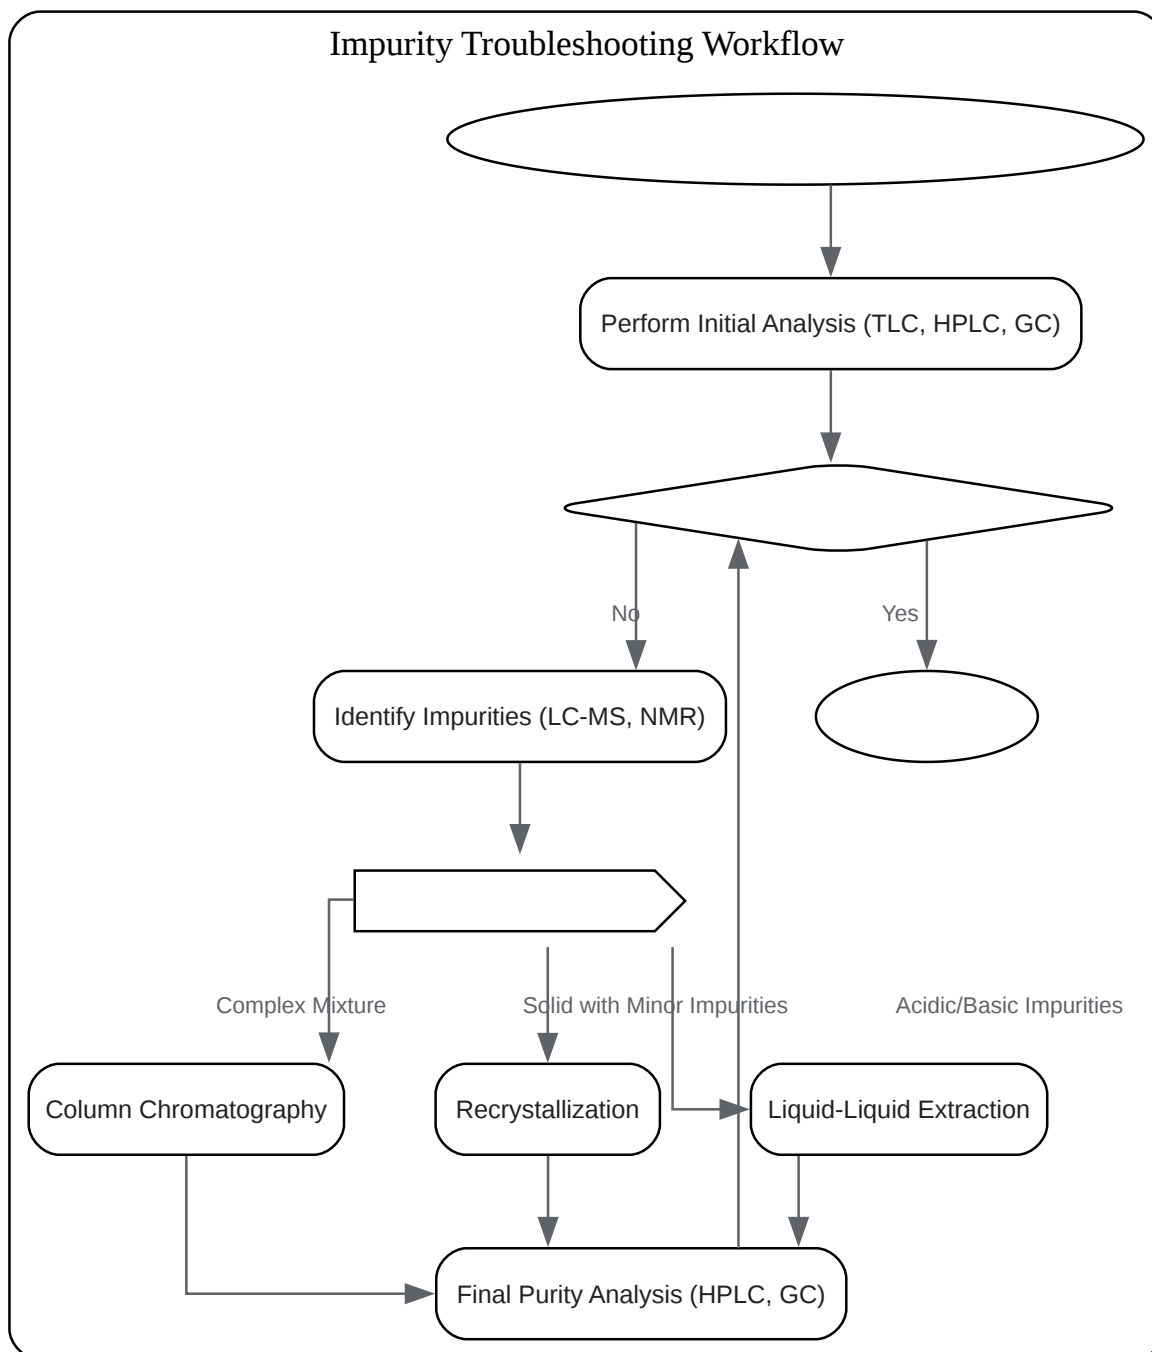 Impurity Troubleshooting Workflow
Perform Initial Analysis (TLC, HPLC, GC)
No
Yes
Identify Impurities (LC-MS, NMR)
Complex Mixture
Solid with Minor Impurities
Acidic/Basic Impurities
Column Chromatography
Recrystallization
Liquid-Liquid Extraction
Final Purity Analysis (HPLC, GC)